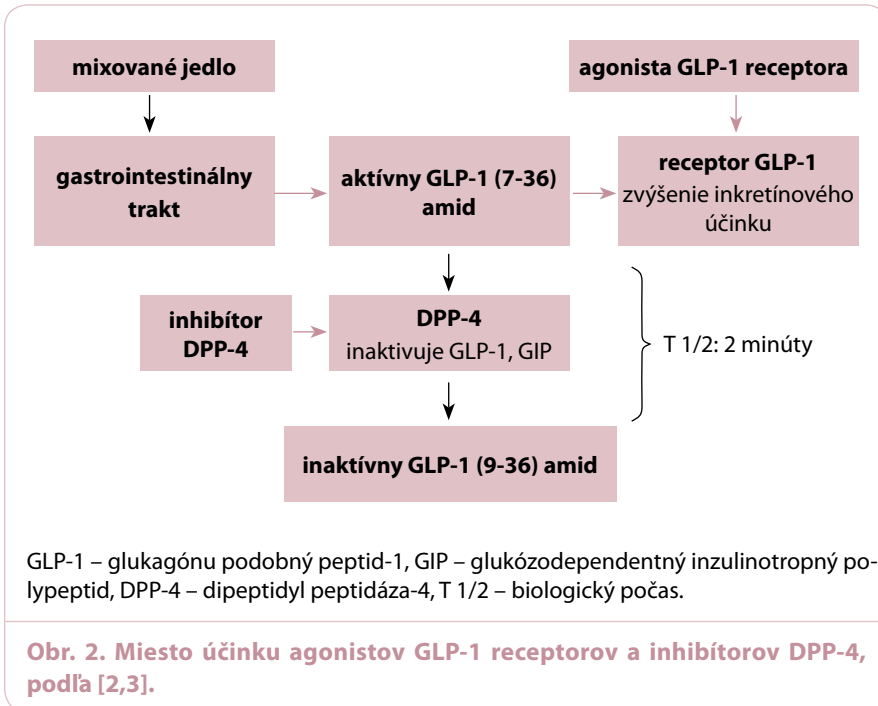 mixované jedlo
agonista GLP-1 receptora
gastrointestinálny
trakt
aktívny GLP-1 (7-36)
amid
receptor GLP-1
zvýšenie inkretínového
účinku
inhibítor
DPP-4
DPP-4
inaktivuje GLP-1, GIP
T 1/2: 2 minúty
inaktívny GLP-1 (9-36) amid
GLP-1 – glukagónu podobný peptid-1, GIP – glukózodependentný inzulinotropný po-
lypeptid, DPP-4 – dipeptidyl peptidáza-4, T 1/2 – biologický počas.
Obr. 2. Miesto účinku agonistov GLP-1 receptorov a inhibítorov DPP-4,
podľa [2,3].